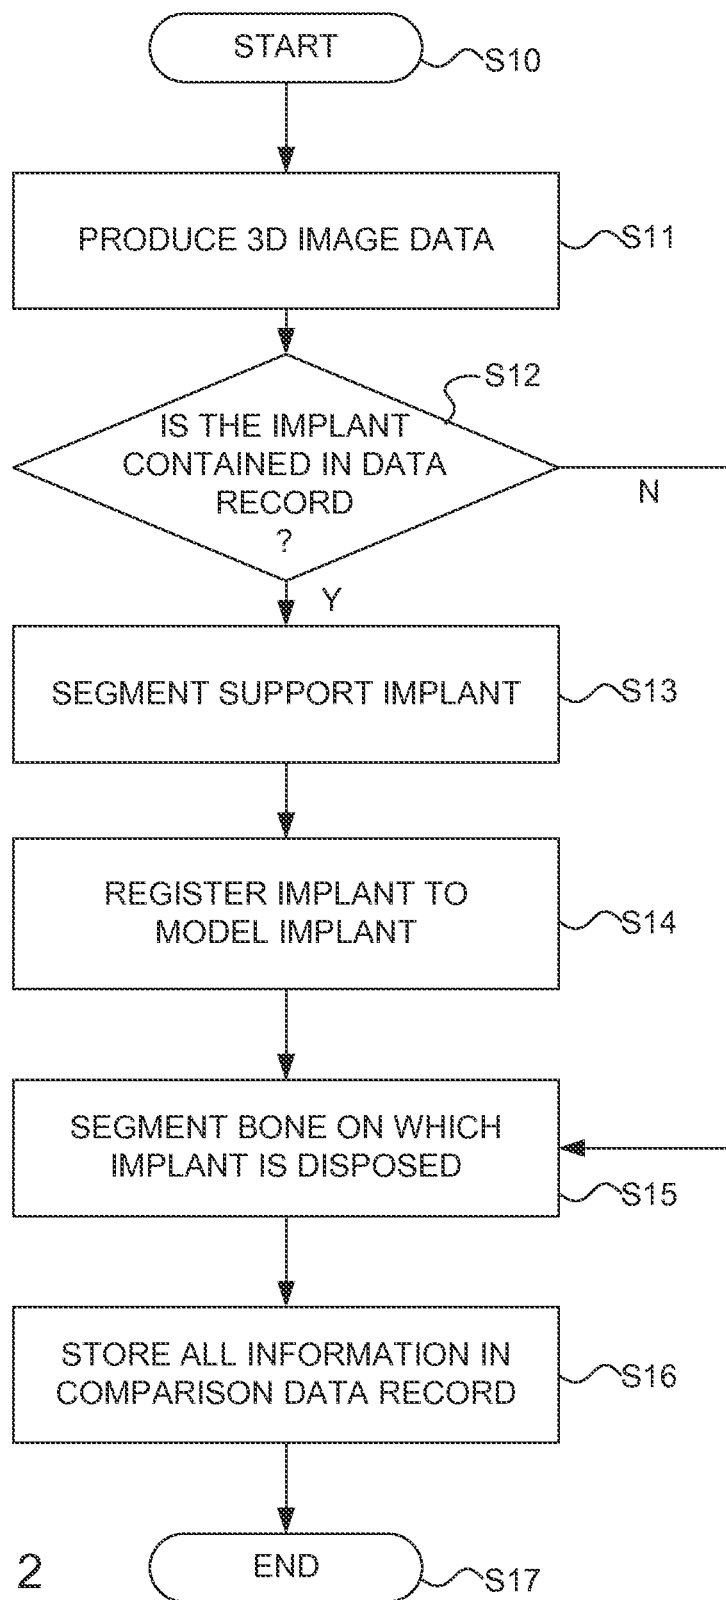 START
S10
PRODUCE 3D IMAGE DATA
S11
S12
IS THE IMPLANT
CONTAINED IN DATA
RECORD
?
N
Y
SEGMENT SUPPORT IMPLANT
S13
REGISTER IMPLANT TO
MODEL IMPLANT
S14
SEGMENT BONE ON WHICH
IMPLANT IS DISPOSED
S15
STORE ALL INFORMATION IN
COMPARISON DATA RECORD
S16
2
END
S17